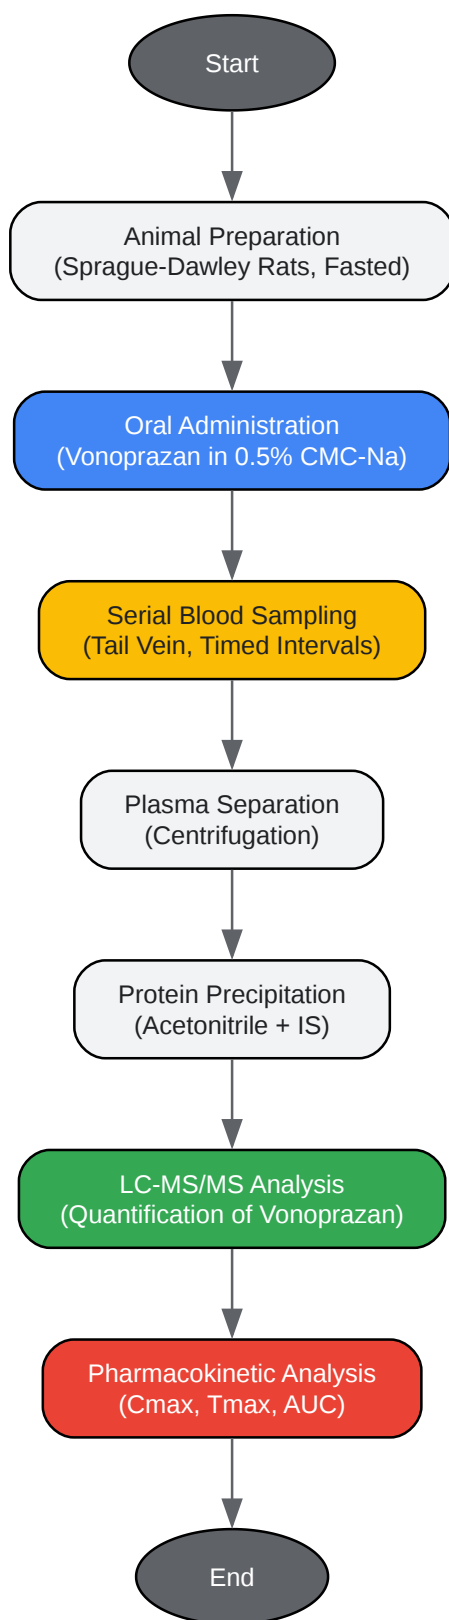 Start
Animal Preparation
(Sprague-Dawley Rats, Fasted)
Oral Administration
(Vonoprazan in 0.5% CMC-Na)
Serial Blood Sampling
(Tail Vein, Timed Intervals)
Plasma Separation
(Centrifugation)
Protein Precipitation
(Acetonitrile + IS)
LC-MS/MS Analysis
(Quantification of Vonoprazan)
Pharmacokinetic Analysis
(Cmax, Tmax, AUC)
End